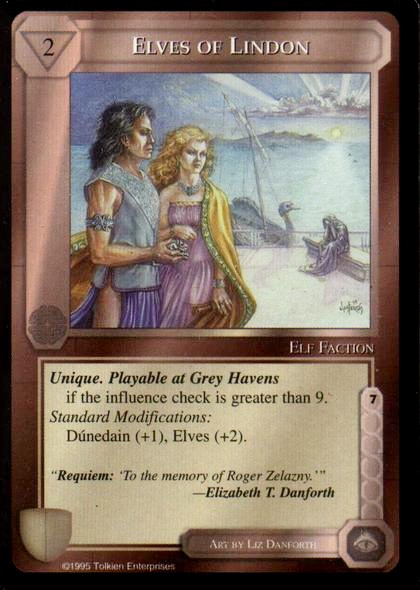 2
ELVES OF LINDON
ELF FACTION
Unique. Playable at Grey Havens
if the influence check is greater than 9.
7
Standard Modifications:
Dúnedain (+1), Elves (+2).
“Requiem: ‘To the memory of Roger Zelazny.’”
—Elizabeth T. Danforth
ART BY LIZ DANFORTH
©1995 Tolkien Enterprises